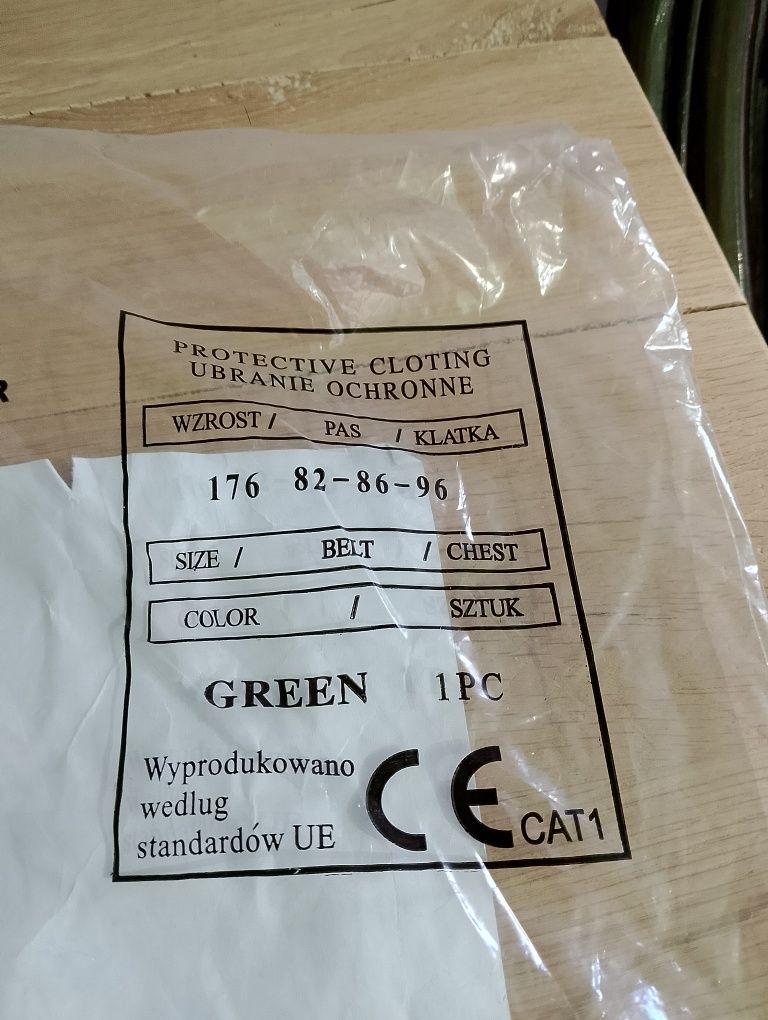 PROTECTIVE CLOTING
UBRANIE OCHRONNE
WZROST / PAS / KLATKA
176 82-86-96
SIZE / BELT / CHEST
COLOR / SZTUK
GREEN 1PC
Wyprodukowano
wedlug
standardów UE
CE CAT1
R